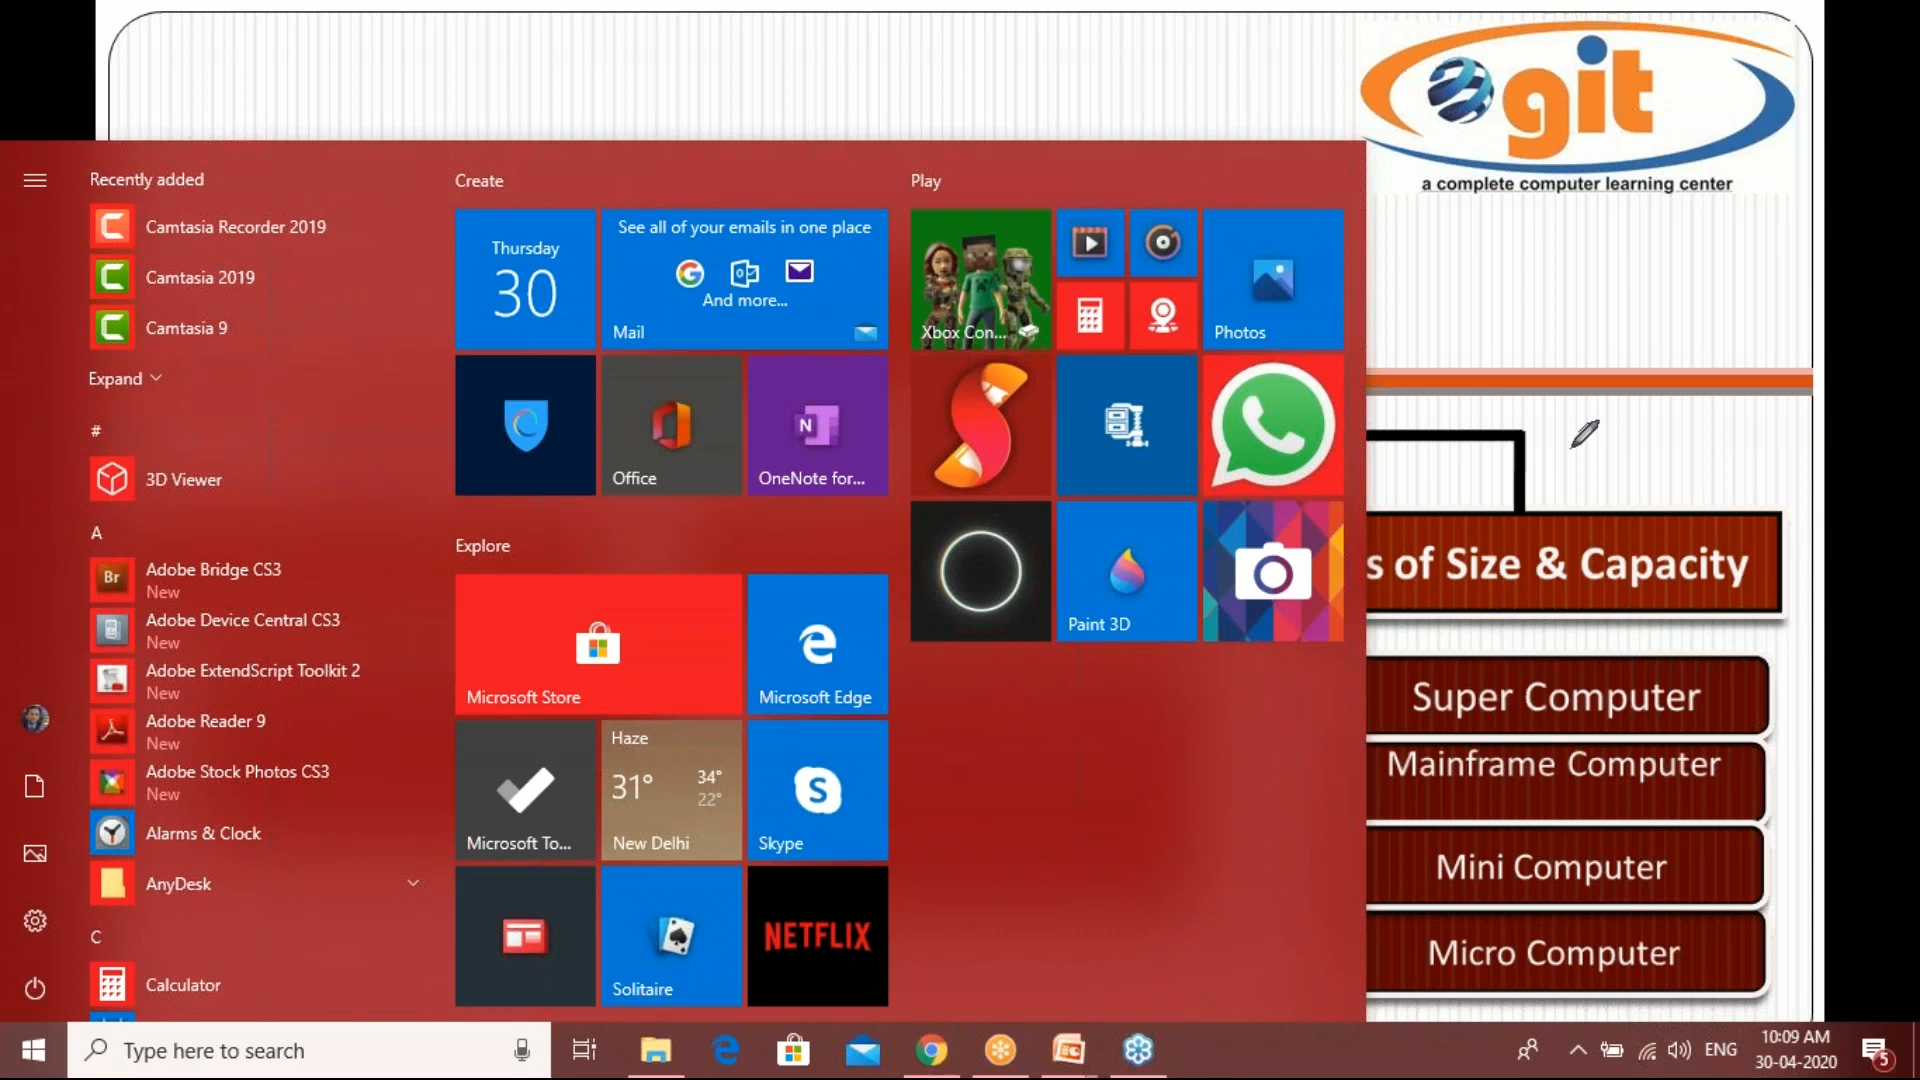 git
a complete computer learning center
Recently added
Camtasia Recorder 2019
Camtasia 2019
Camtasia 9
Expand
#
3D Viewer
A
Br
Adobe Bridge CS3
New
Adobe Device Central CS3
New
Adobe ExtendScript Toolkit 2
New
Adobe Reader 9
New
Adobe Stock Photos CS3
New
Alarms & Clock
AnyDesk
C
Calculator
Create
Thursday
30
See all of your emails in one place
And more...
Mail
Office
N
OneNote for...
Explore
Microsoft Store
Microsoft Edge
Microsoft To...
Haze
31°
34°
22°
New Delhi
S
Skype
Solitaire
NETFLIX
Play
Xbox Con...
Photos
Paint 3D
s of Size & Capacity
Super Computer
Mainframe Computer
Mini Computer
Micro Computer
Type here to search
ENG
10:09 AM
30-04-2020
5